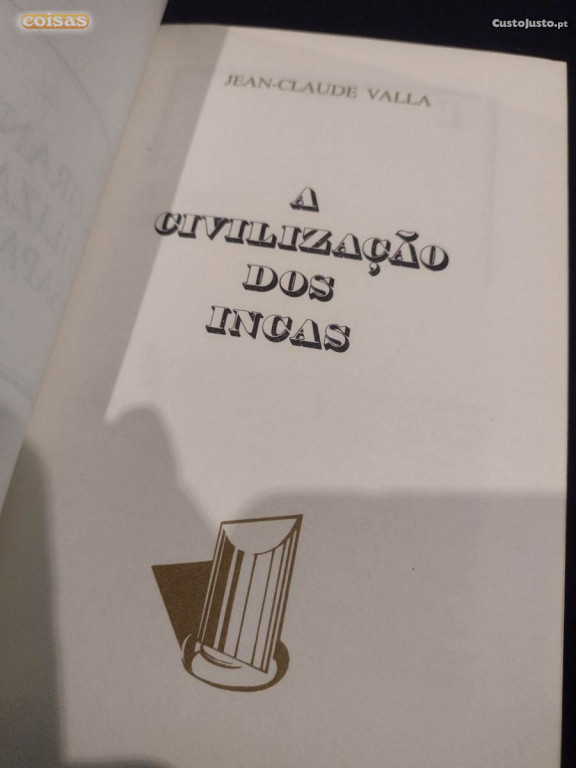 coisas
CustoJusto.pt
JEAN-CLAUDE VALLA
A
CIVILIZAÇÃO
DOS
INCAS